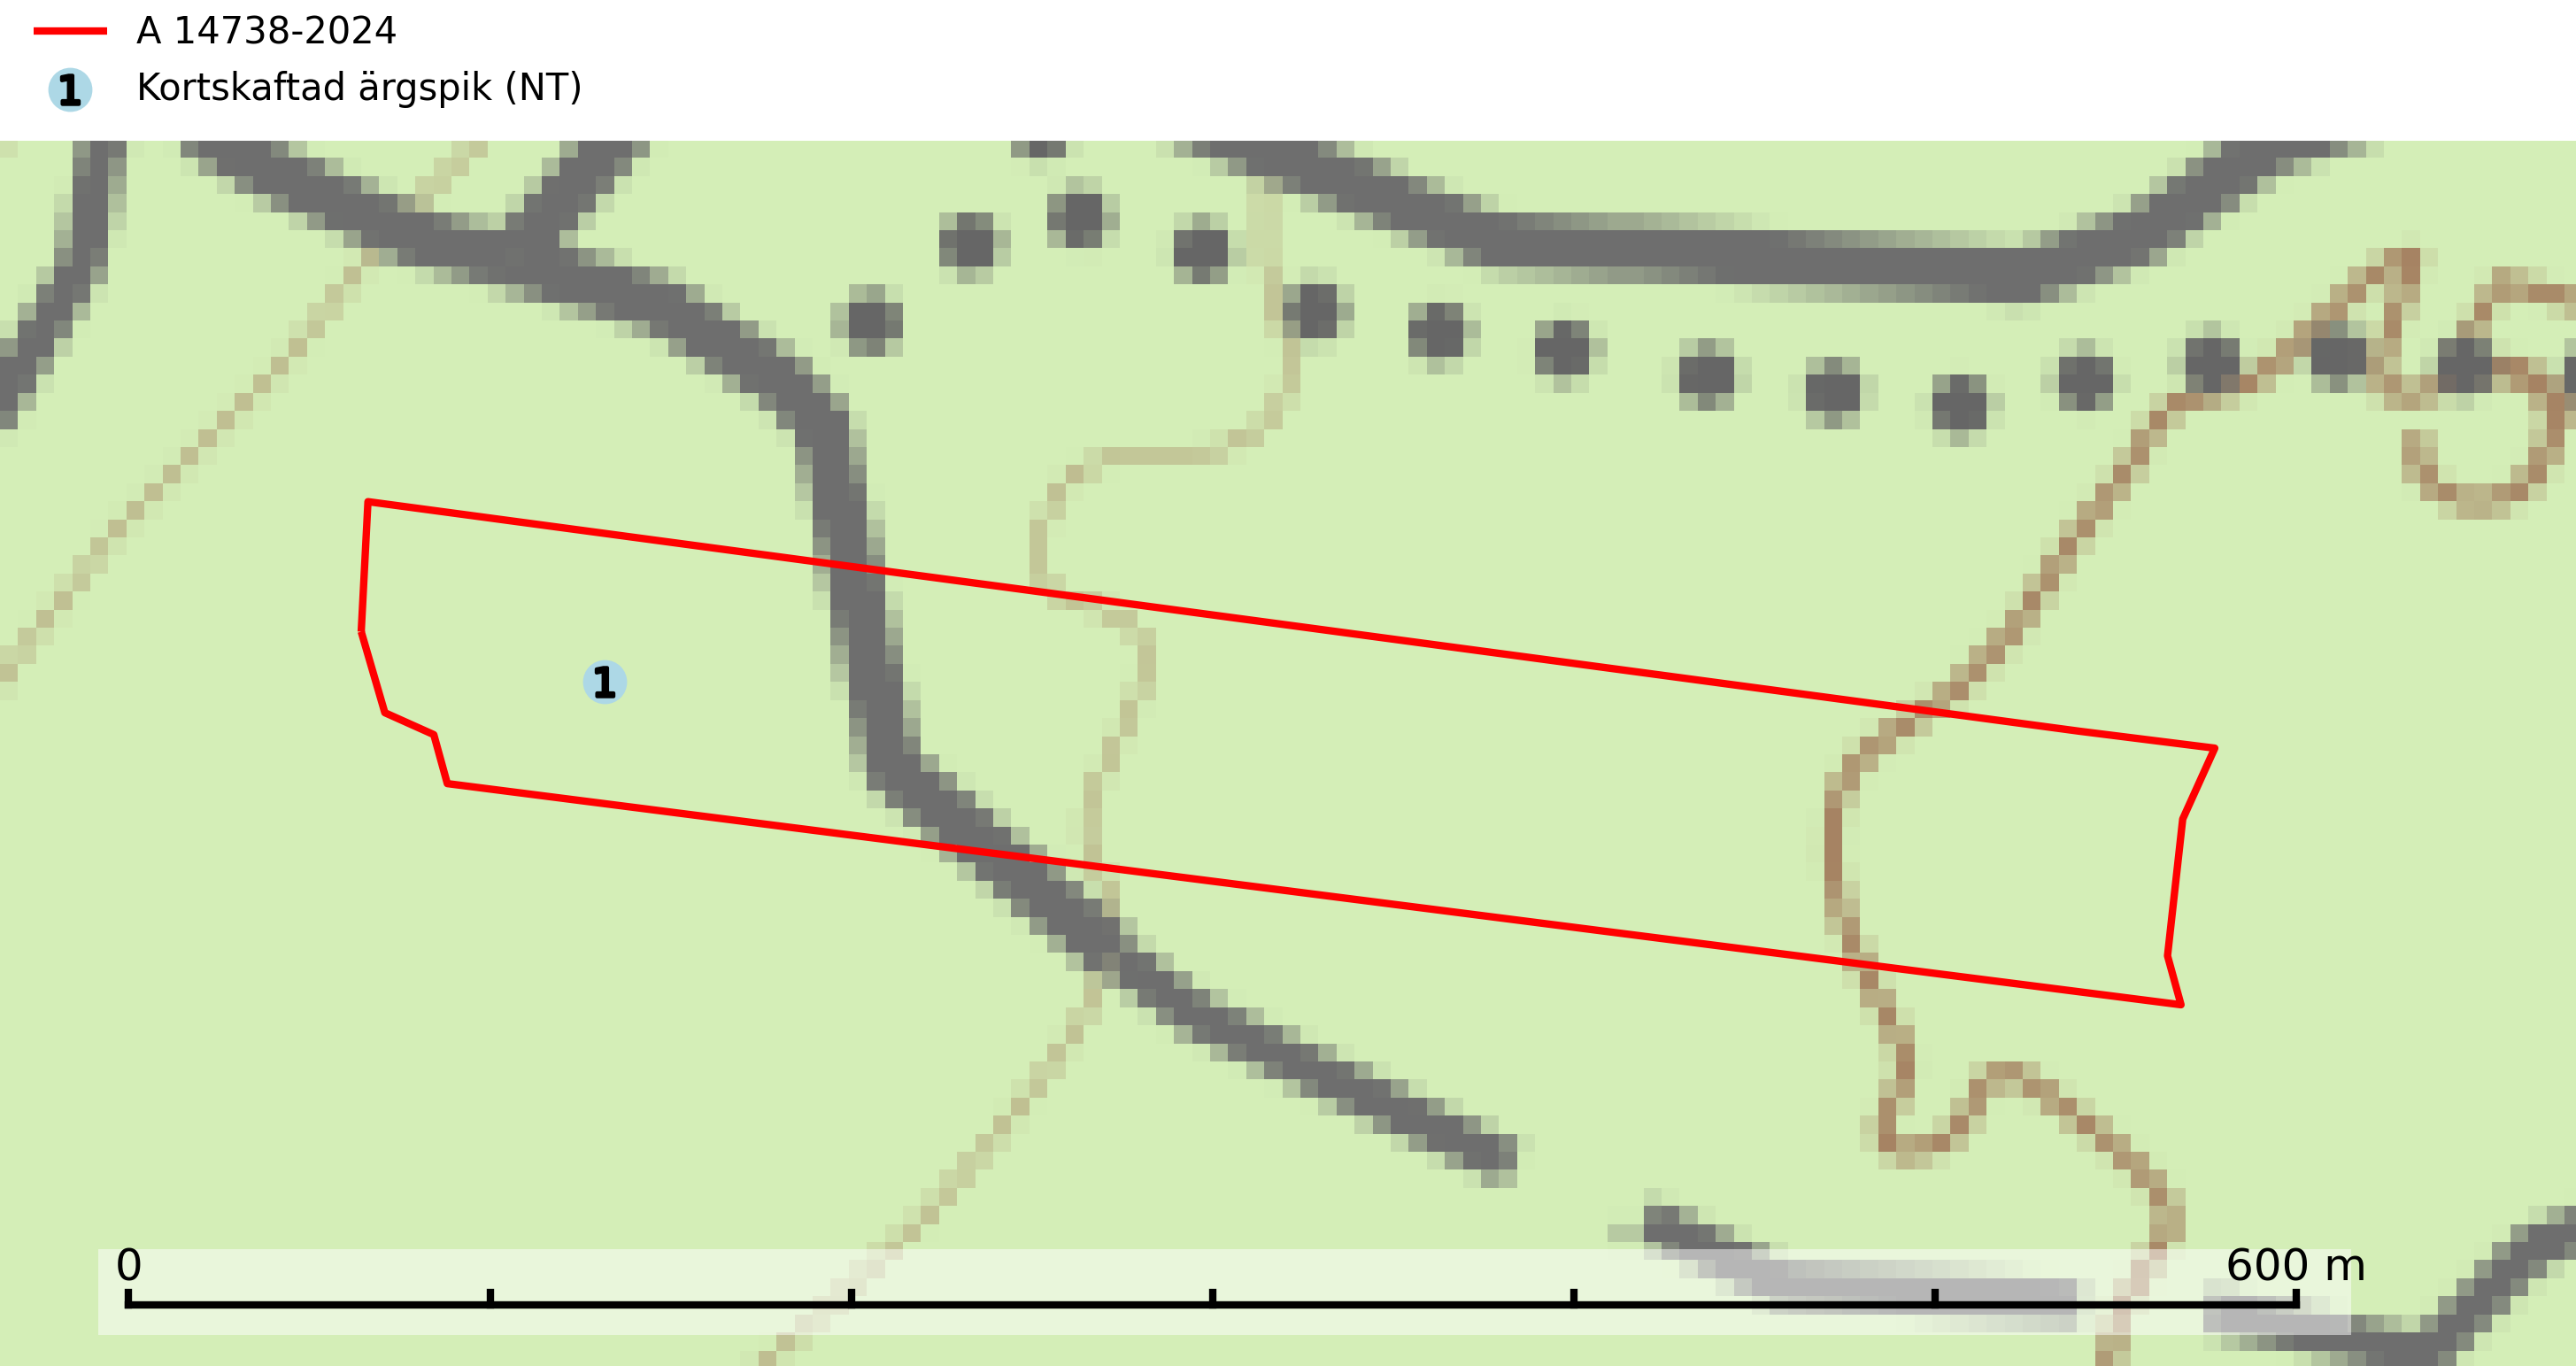 A 14738-2024
1 Kortskaftad ärgspik (NT)
1
0 600 m